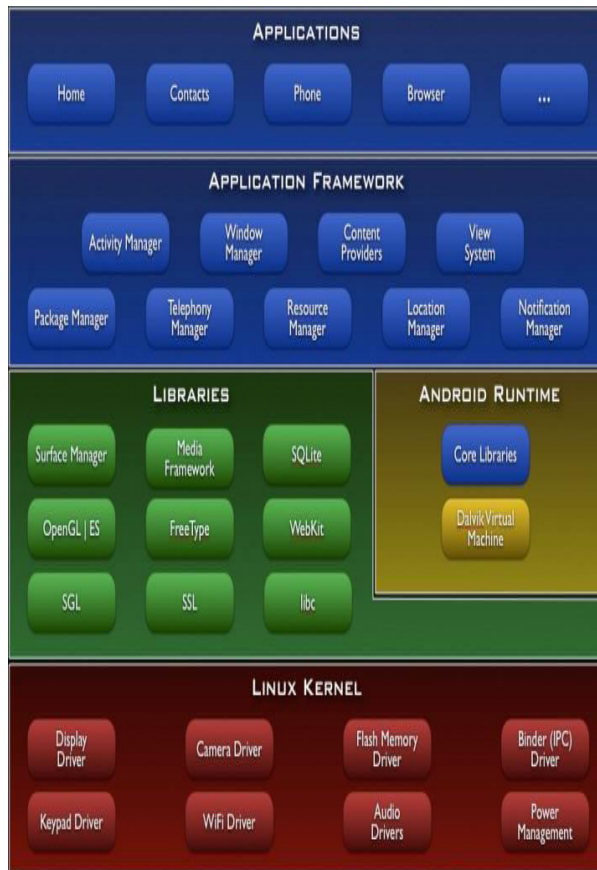 APPLICATIONS
Home
Contacts
Phone
Browser
...
APPLICATION FRAMEWORK
Activity Manager
Window
Manager
Content
Providers
View
System
Package Manager
Telephony
Manager
Resource
Manager
Location
Manager
Notification
Manager
LIBRARIES
Surface Manager
Media
Framework
SQLite
OpenGL | ES
FreeType
WebKit
SGL
SSL
libc
ANDROID RUNTIME
Core Libraries
Dalvik Virtual
Machine
LINUX KERNEL
Display
Driver
Camera Driver
Flash Memory
Driver
Binder (IPC)
Driver
Keypad Driver
WiFi Driver
Audio
Drivers
Power
Management